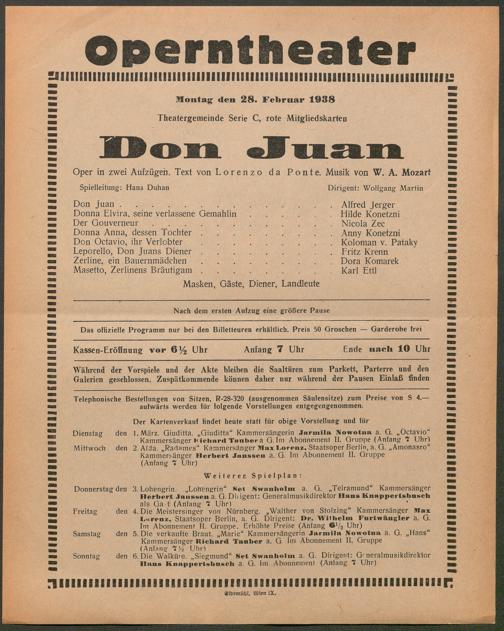 Operntheater
Montag den 28. Februar 1938
Theatergemeinde Serie C, rote Mitgliedskarten
Don Juan
Oper in zwei Aufzügen. Text von Lorenzo da Ponte. Musik von W. A. Mozart
Spielleitung: Hans Duhan Dirigent: Wolfgang Martin
Don Juan . . . . . . . . . . Alfred Jerger
Donna Elvira, seine verlassene Gemahlin . . . . Hilde Konetzni
Der Gouverneur . . . . . . . . Nicola Zec
Donna Anna, dessen Tochter . . . . . . Anny Konetzni
Don Octavio, ihr Verlobter . . . . . . Koloman v. Pataky
Leporello, Don Juans Diener . . . . . . Fritz Krenn
Zerline, ein Bauernmädchen . . . . . . Dora Komarek
Masetto, Zerlinens Bräutigam . . . . . . Karl Ettl
Masken, Gäste, Diener, Landleute
Nach dem ersten Aufzug eine größere Pause
Das offizielle Programm nur bei den Billetteuren erhältlich. Preis 50 Groschen — Garderobe frei
Kassen-Eröffnung vor 6½ Uhr Anfang 7 Uhr Ende nach 10 Uhr
Während der Vorspiele und der Akte bleiben die Saaltüren zum Parkett, Parterre und den
Galerien geschlossen. Zuspätkommende können daher nur während der Pausen Einlaß finden
Telephonische Bestellungen von Sitzen, R-28-320 (ausgenommen Säulensitze) zum Preise von S 4.—
aufwärts werden für folgende Vorstellungen entgegengenommen.
Der Kartenverkauf findet heute statt für obige Vorstellung und für
Dienstag den 1. März. Giuditta. „Giuditta“ Kammersängerin Jarmila Novotna a. G. „Octavio“
Kammersänger Richard Tauber a. G. Im Abonnement II. Gruppe (Anfang 7 Uhr)
Mittwoch den 2. Aïda. „Radames“ Kammersänger Max Lorenz, Staatsoper Berlin, a. G. „Amonasro“
Kammersänger Herbert Janssen a. G. Im Abonnement II. Gruppe
(Anfang 7 Uhr)
Weiterer Spielplan:
Donnerstag den 3. Lohengrin. „Lohengrin“ Set Svanholm a. G. „Telramund“ Kammersänger
Herbert Janssen a. G. Dirigent: Generalmusikdirektor Hans Knappertsbusch
als Gast (Anfang 7 Uhr)
Freitag den 4. Die Meistersinger von Nürnberg. „Walther von Stolzing“ Kammersänger Max
Lorenz, Staatsoper Berlin, a. G. Dirigent: Dr. Wilhelm Furtwängler a. G.
Im Abonnement II. Gruppe. Erhöhte Preise (Anfang 6½ Uhr)
Samstag den 5. Die verkaufte Braut. „Marie“ Kammersängerin Jarmila Novotna a. G. „Hans“
Kammersänger Richard Tauber a. G. Im Abonnement II. Gruppe
(Anfang 7½ Uhr)
Sonntag den 6. Die Walküre. „Siegmund“ Set Svanholm a. G. Dirigent: Generalmusikdirektor
Hans Knappertsbusch a. G. Im Abonnement (Anfang 7 Uhr)
Elbemühl, Wien IX.